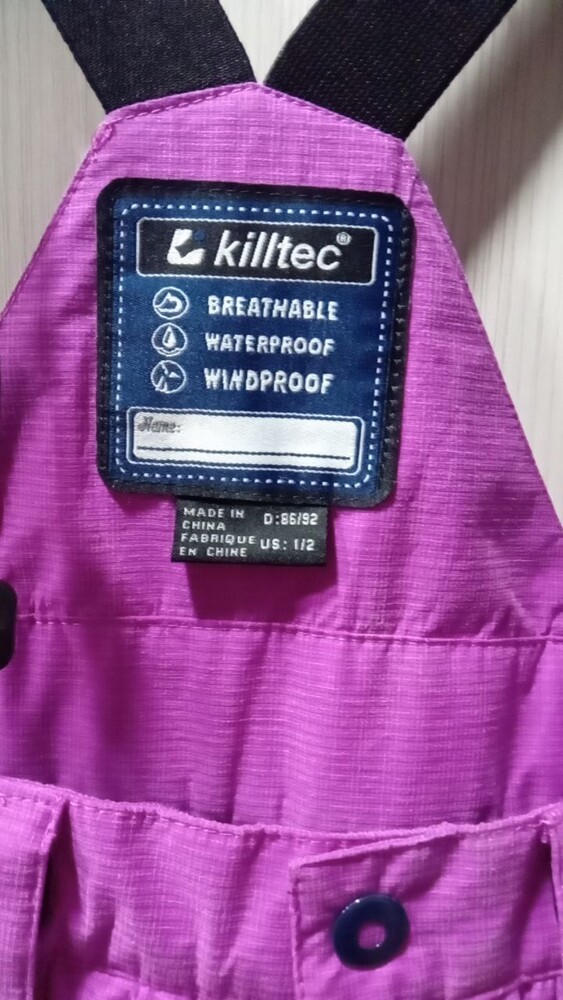 killtec®
BREATHABLE
WATERPROOF
WINDPROOF
Name:
MADE IN
CHINA
FABRIQUE
EN CHINE
D:86/92
US: 1/2